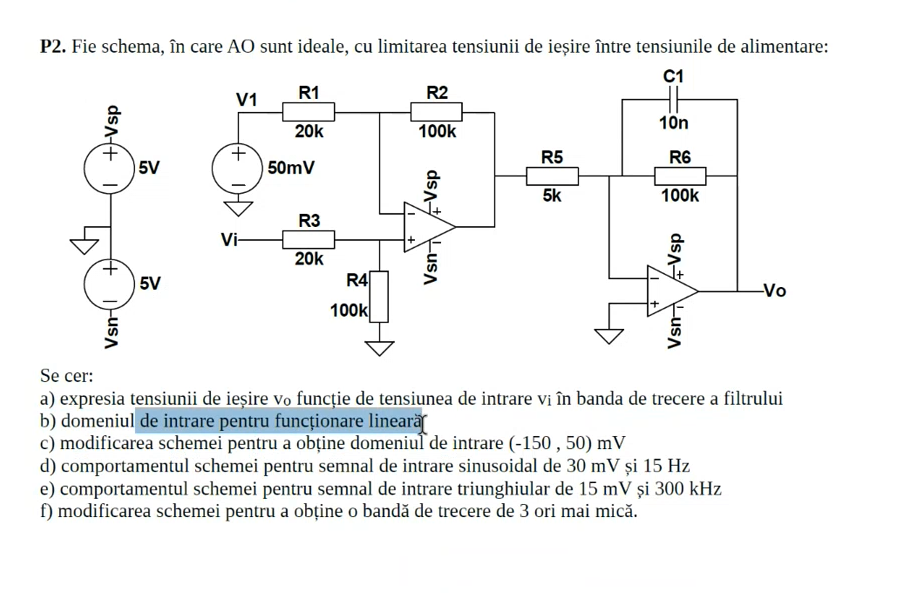 P2. Fie schema, în care AO sunt ideale, cu limitarea tensiunii de ieșire între tensiunile de alimentare:
C1
V1 R1 R2
Vsp
20k 100k 10n
5V 50mV R5 R6
Vsp
+
-
5k 100k
R3
Vi
+
-
20k Vsn Vsp
5V R4
+
-
Vo
100k
+
-
Vsn Vsn
Se cer:
a) expresia tensiunii de ieșire vo funcție de tensiunea de intrare vi în banda de trecere a filtrului
b) domeniul de intrare pentru funcționare lineară
c) modificarea schemei pentru a obține domeniul de intrare (-150 , 50) mV
d) comportamentul schemei pentru semnal de intrare sinusoidal de 30 mV și 15 Hz
e) comportamentul schemei pentru semnal de intrare triunghiular de 15 mV și 300 kHz
f) modificarea schemei pentru a obține o bandă de trecere de 3 ori mai mică.